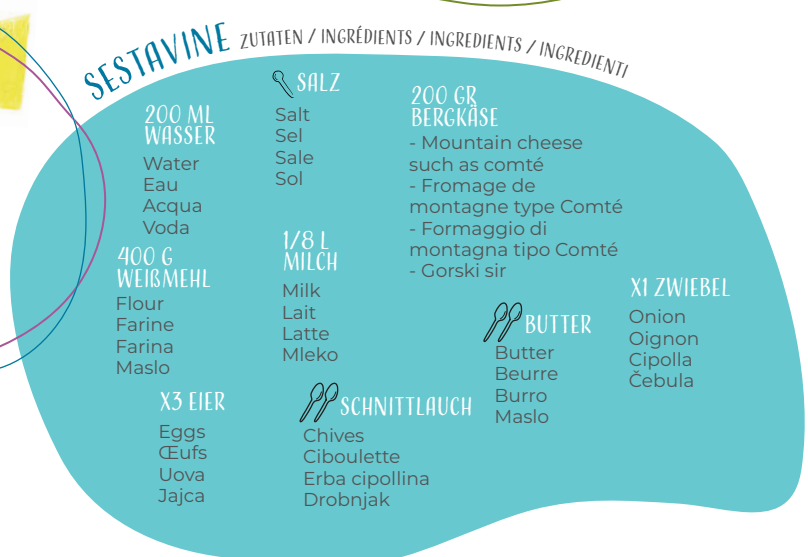 SESTAVINE ZUTATEN / INGRÉDIENTS / INGREDIENTS / INGREDIENTI
200 ML
WASSER
Water
Eau
Acqua
Voda
SALZ
Salt
Sel
Sale
Sol
200 GR
BERGKÄSE
- Mountain cheese
such as comté
- Fromage de
montagne type Comté
- Formaggio di
montagna tipo Comté
- Gorski sir
400 G
WEIẞMEHL
Flour
Farine
Farina
Maslo
1/8 L
MILCH
Milk
Lait
Latte
Mleko
BUTTER
Butter
Beurre
Burro
Maslo
X1 ZWIEBEL
Onion
Oignon
Cipolla
Čebula
X3 EIER
Eggs
Œufs
Uova
Jajca
SCHNITTLAUCH
Chives
Ciboulette
Erba cipollina
Drobnjak